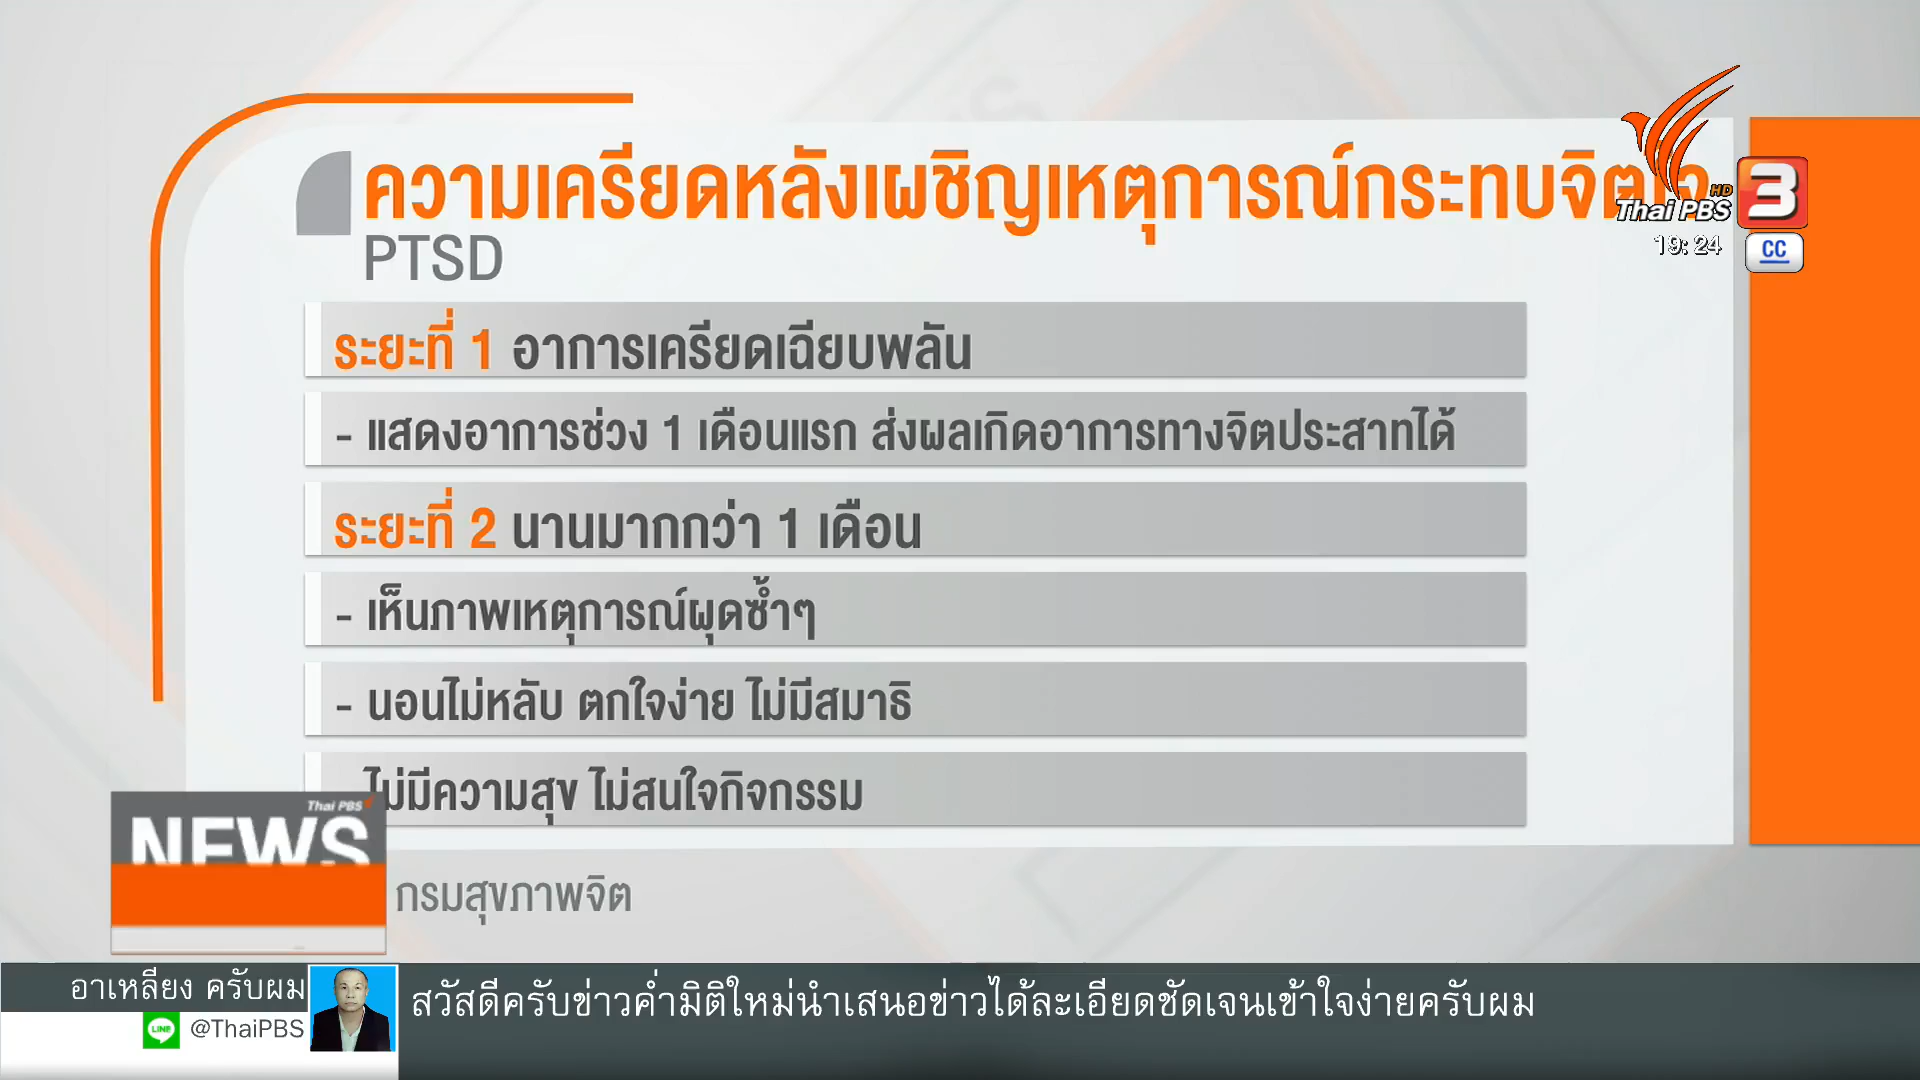 ความเครียดหลังเผชิญเหตุการณ์กระทบจิตใจ
PTSD
HD
Thai PBS
3
19:24
CC
ระยะที่ 1 อาการเครียดเฉียบพลัน
- แสดงอาการช่วง 1 เดือนแรก ส่งผลเกิดอาการทางจิตประสาทได้
ระยะที่ 2 นานมากกว่า 1 เดือน
- เห็นภาพเหตุการณ์ผุดซ้ำๆ
- นอนไม่หลับ ตกใจง่าย ไม่มีสมาธิ
ไม่มีความสุข ไม่สนใจกิจกรรม
Thai PBS
NEWS
กรมสุขภาพจิต
อาเหลียง ครับผม
LINE @ThaiPBS
สวัสดีครับข่าวค่ำมิติใหม่นำเสนอข่าวได้ละเอียดชัดเจนเข้าใจง่ายครับผม